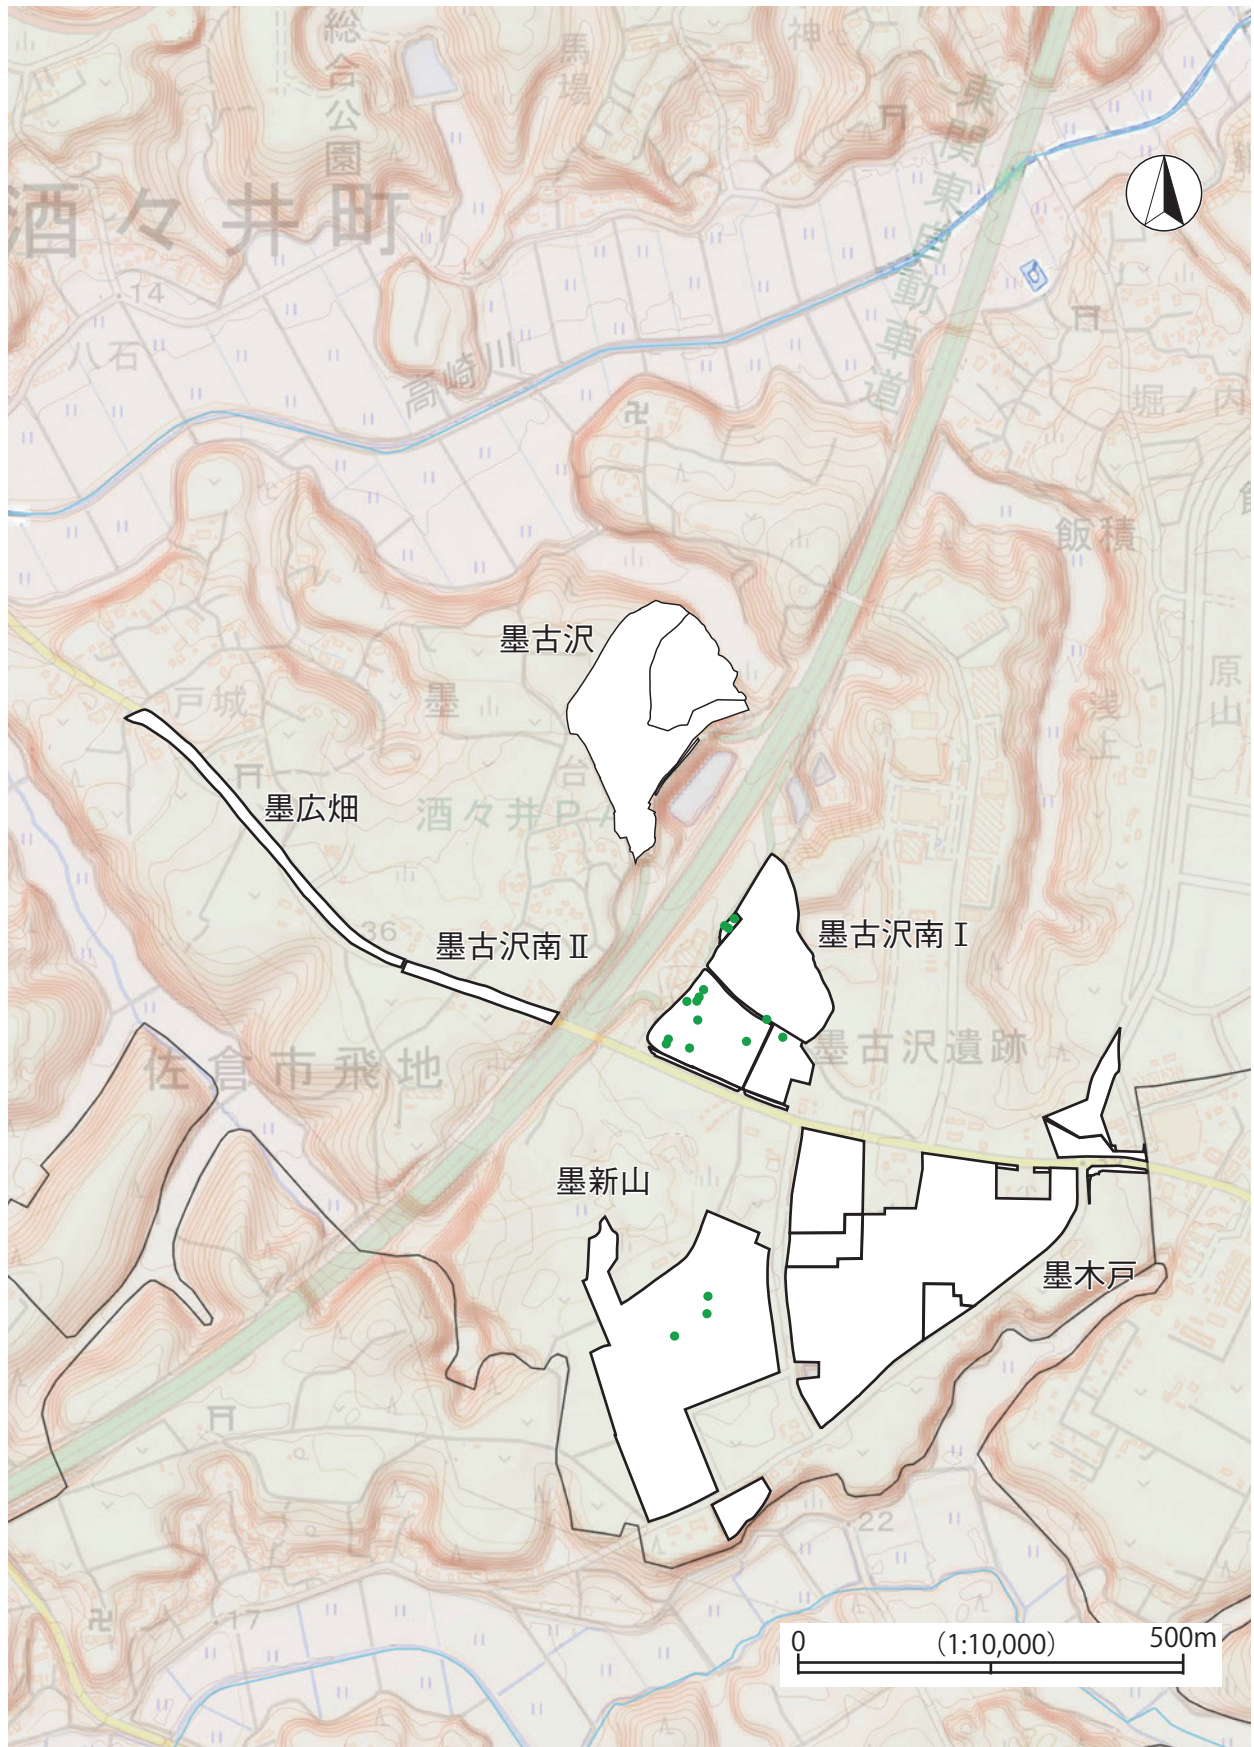 総合公園
馬場
神
東関東自動車道
酒々井町
14
八石
高崎川
堀ノ内
飯積
墨古沢
戸城
墨
原山
浅上
台
墨広畑
酒々井PA
36
墨古沢南Ⅱ
墨古沢南Ⅰ
墨古沢遺跡
佐倉市飛地
墨新山
墨木戸
22
17
0
(1:10,000)
500m